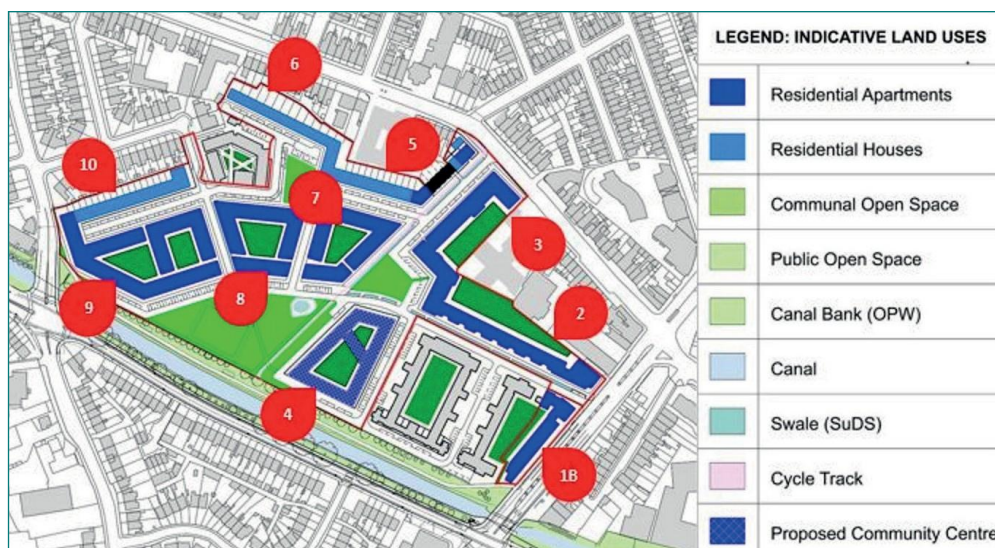 6
5
10
7
3
9
8
2
4
1B
LEGEND: INDICATIVE LAND USES
Residential Apartments
Residential Houses
Communal Open Space
Public Open Space
Canal Bank (OPW)
Canal
Swale (SuDS)
Cycle Track
Proposed Community Centre